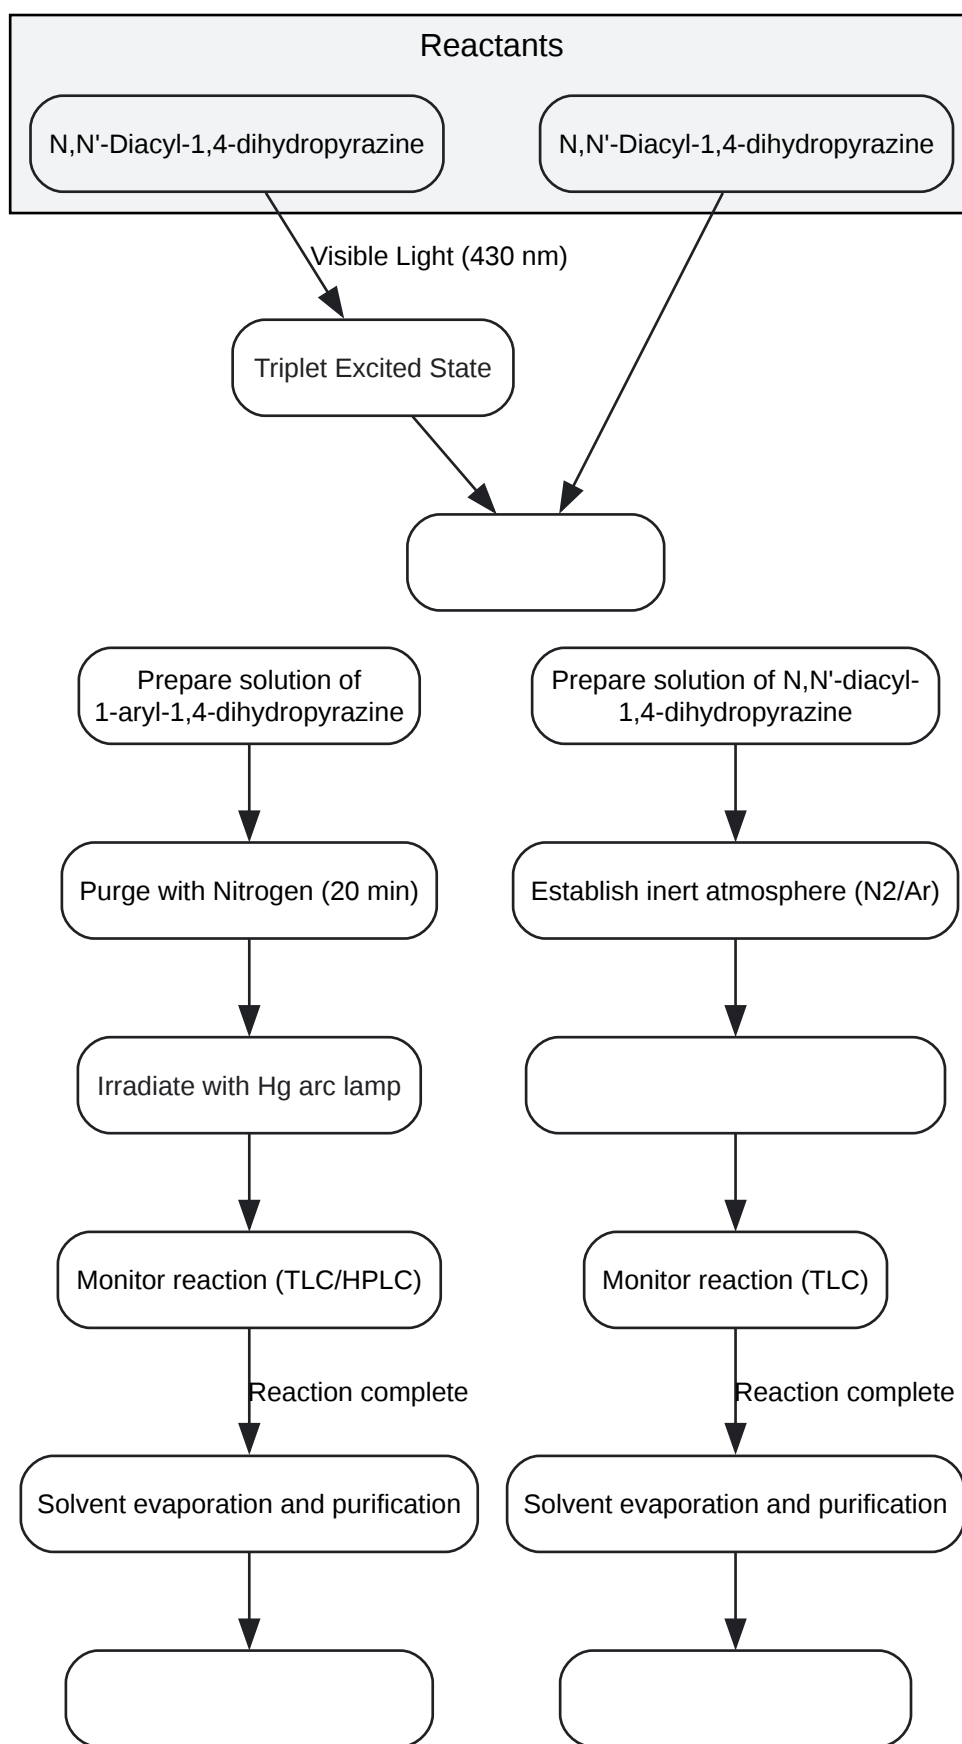 Reactants
N,N'-Diacyl-1,4-dihydropyrazine
N,N'-Diacyl-1,4-dihydropyrazine
Visible Light (430 nm)
Triplet Excited State
Prepare solution of
1-aryl-1,4-dihydropyrazine
Prepare solution of N,N'-diacyl-
1,4-dihydropyrazine
Purge with Nitrogen (20 min)
Establish inert atmosphere (N2/Ar)
Irradiate with Hg arc lamp
Monitor reaction (TLC/HPLC)
Monitor reaction (TLC)
Reaction complete
Reaction complete
Solvent evaporation and purification
Solvent evaporation and purification